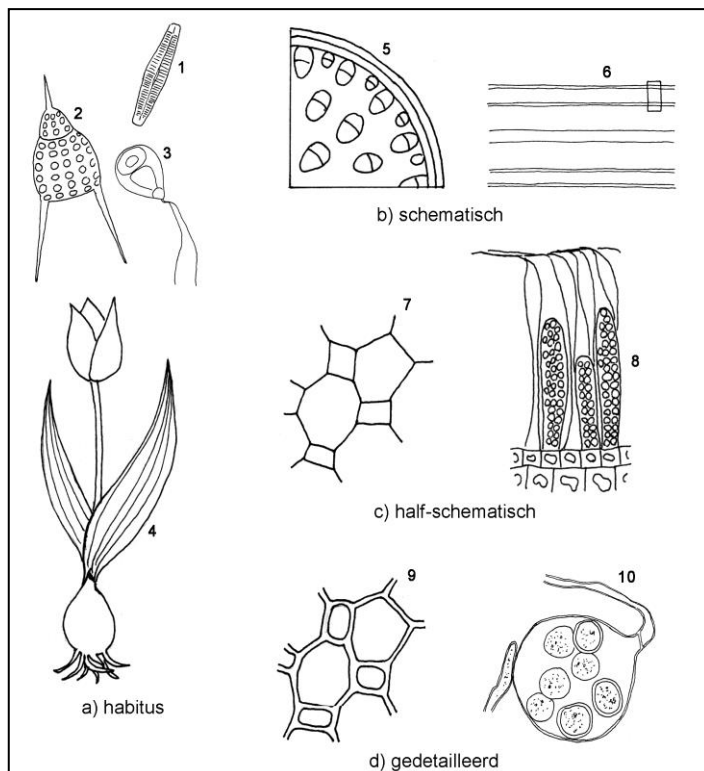 1
2
3
4
a) habitus
5
6
b) schematisch
7
8
c) half-schematisch
9
10
d) gedetailleerd